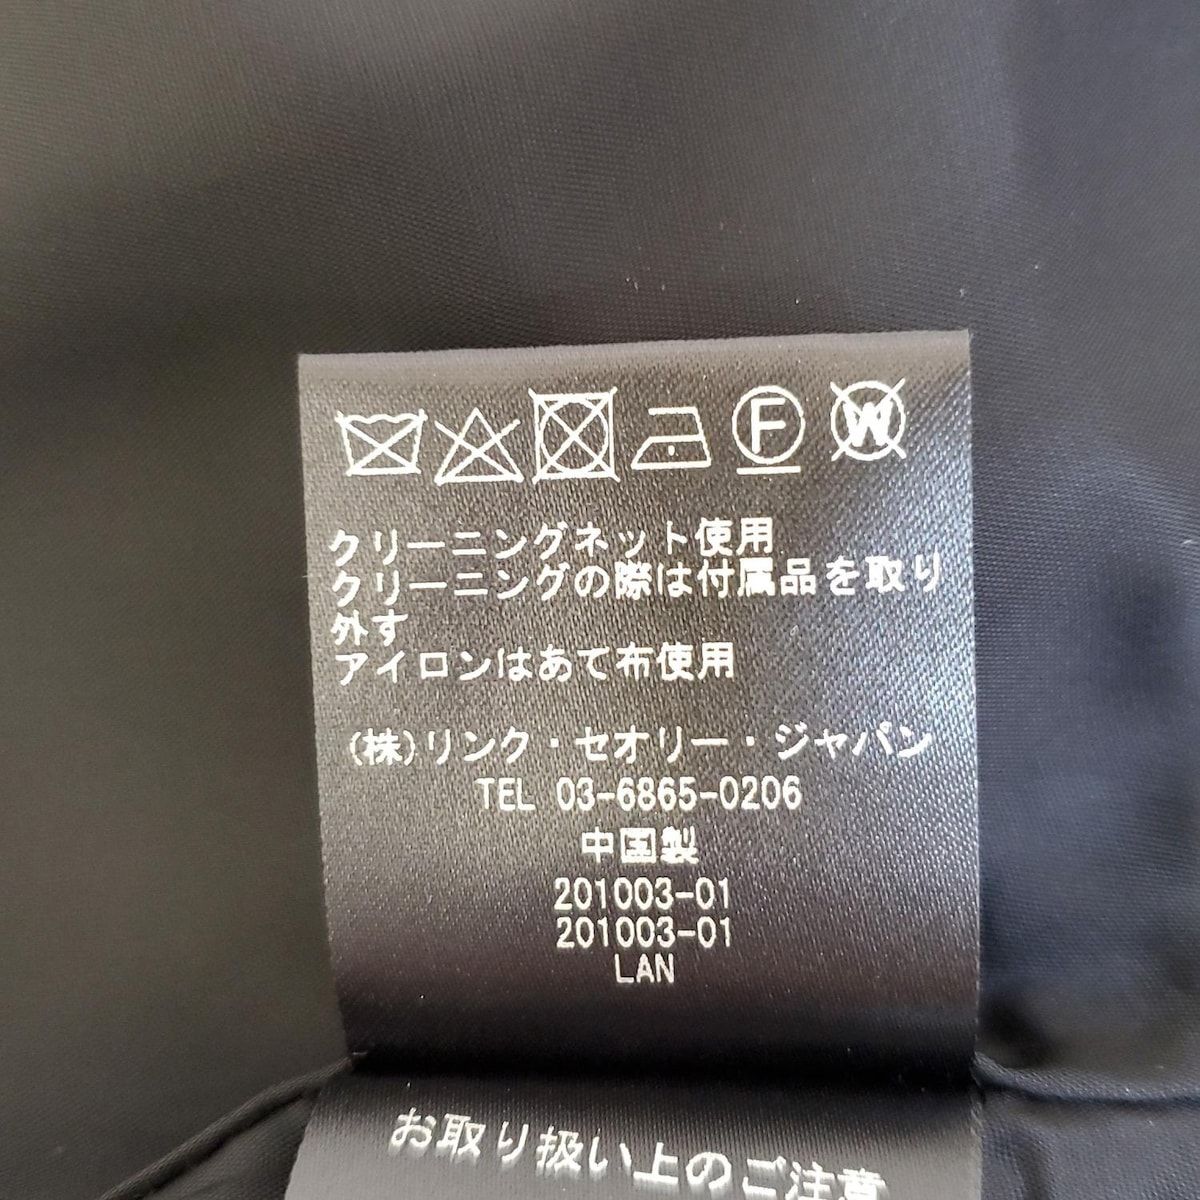 F W
クリーニングネット使用
クリーニングの際は付属品を取り
外す
アイロンはあて布使用
(株)リンク・セオリー・ジャパン
TEL 03-6865-0206
中国製
201003-01
201003-01
LAN
お取り扱い上のご注意